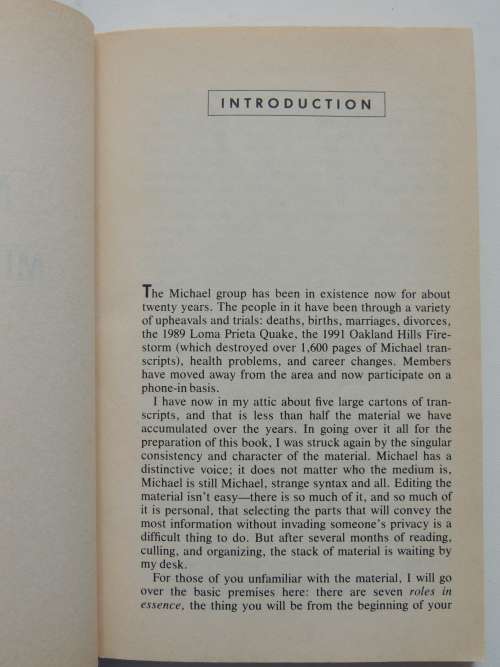 INTRODUCTION
The Michael group has been in existence now for about
twenty years. The people in it have been through a variety
of upheavals and trials: deaths, births, marriages, divorces,
the 1989 Loma Prieta Quake, the 1991 Oakland Hills Fire-
storm (which destroyed over 1,600 pages of Michael tran-
scripts), health problems, and career changes. Members
have moved away from the area and now participate on a
phone-in basis.
I have now in my attic about five large cartons of tran-
scripts, and that is less than half the material we have
accumulated over the years. In going over it all for the
preparation of this book, I was struck again by the singular
consistency and character of the material. Michael has a
distinctive voice; it does not matter who the medium is,
Michael is still Michael, strange syntax and all. Editing the
material isn't easy—there is so much of it, and so much of
it is personal, that selecting the parts that will convey the
most information without invading someone's privacy is a
difficult thing to do. But after several months of reading,
culling, and organizing, the stack of material is waiting by
my desk.
For those of you unfamiliar with the material, I will go
over the basic premises here: there are seven roles in
essence, the thing you will be from the beginning of your